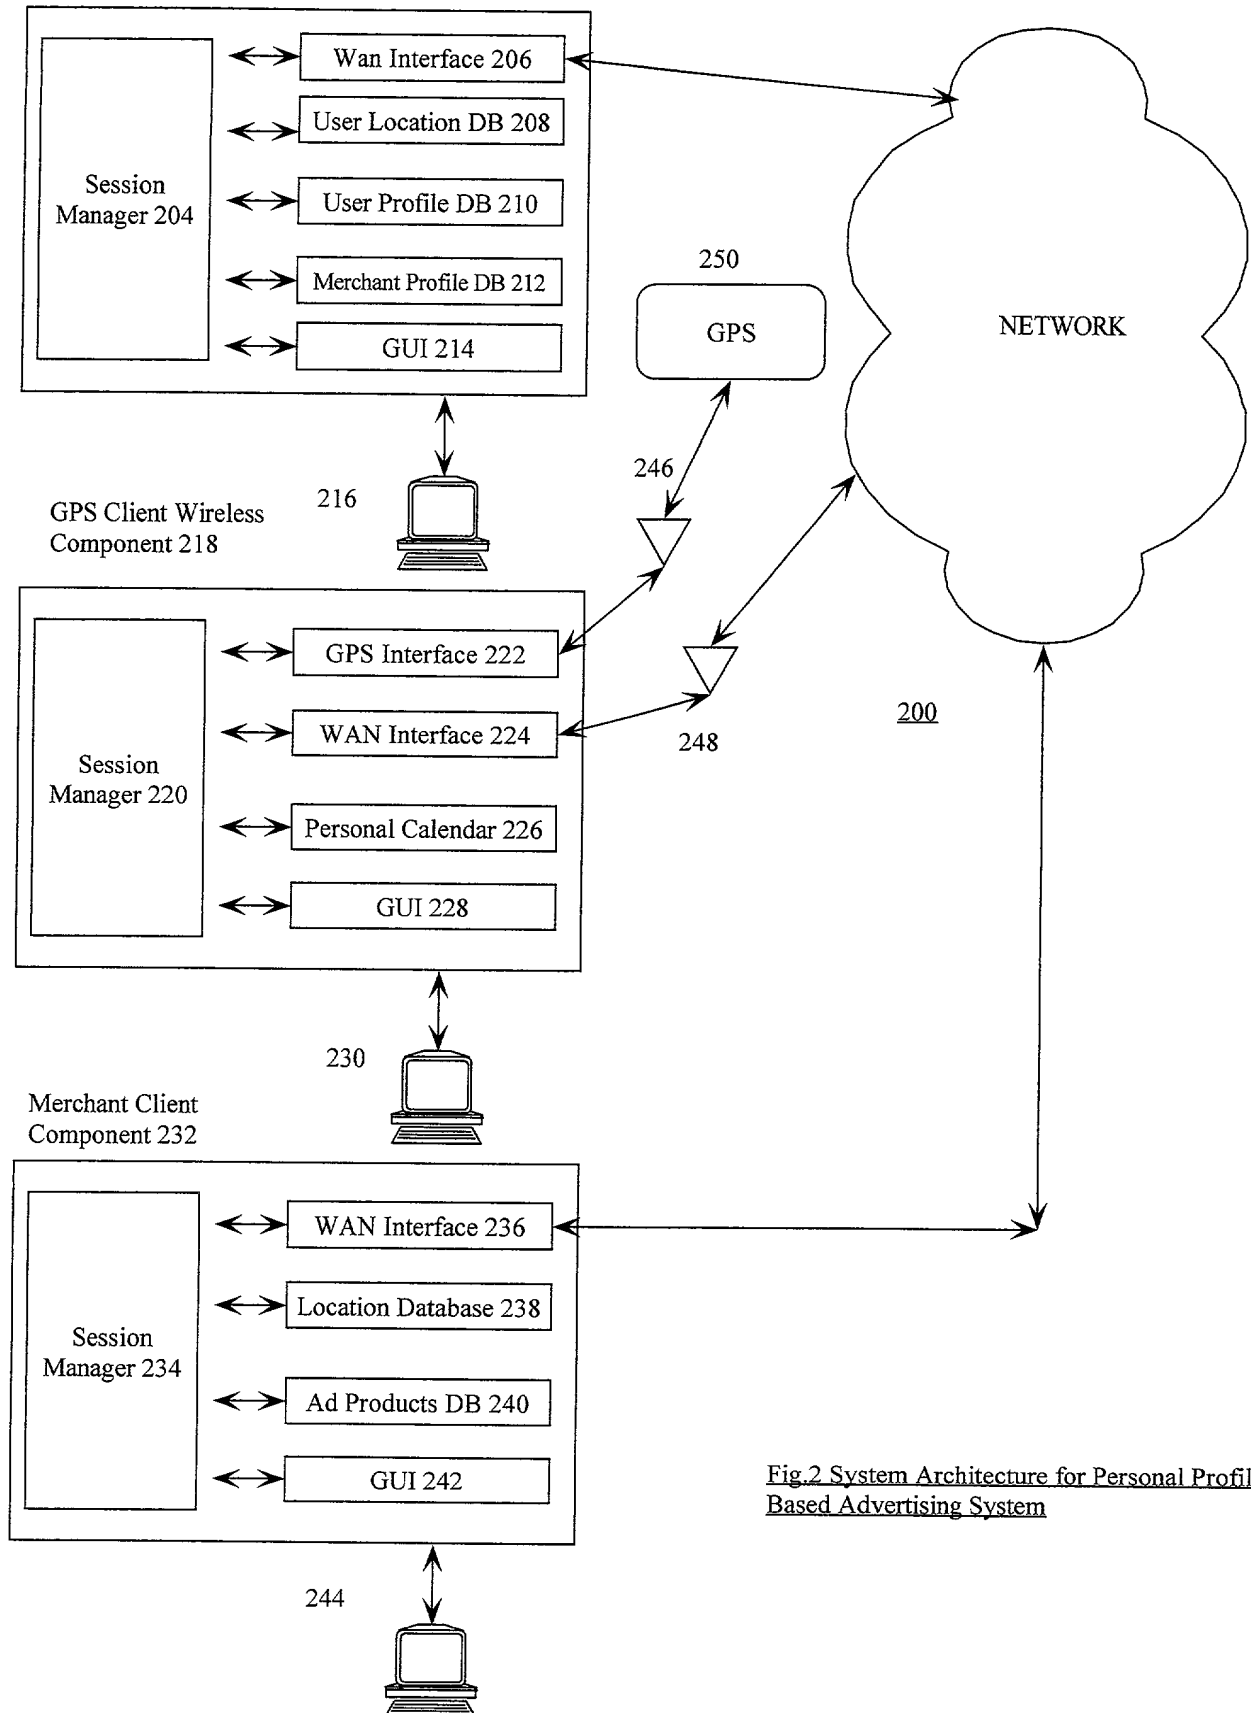 Wan Interface 206
User Location DB 208
Session
Manager 204
User Profile DB 210
Merchant Profile DB 212
GUI 214
250
GPS
NETWORK
246
216
GPS Client Wireless
Component 218
GPS Interface 222
WAN Interface 224
248
200
Session
Manager 220
Personal Calendar 226
GUI 228
230
Merchant Client
Component 232
WAN Interface 236
Location Database 238
Session
Manager 234
Ad Products DB 240
GUI 242
Fig.2 System Architecture for Personal Profil
Based Advertising System
244